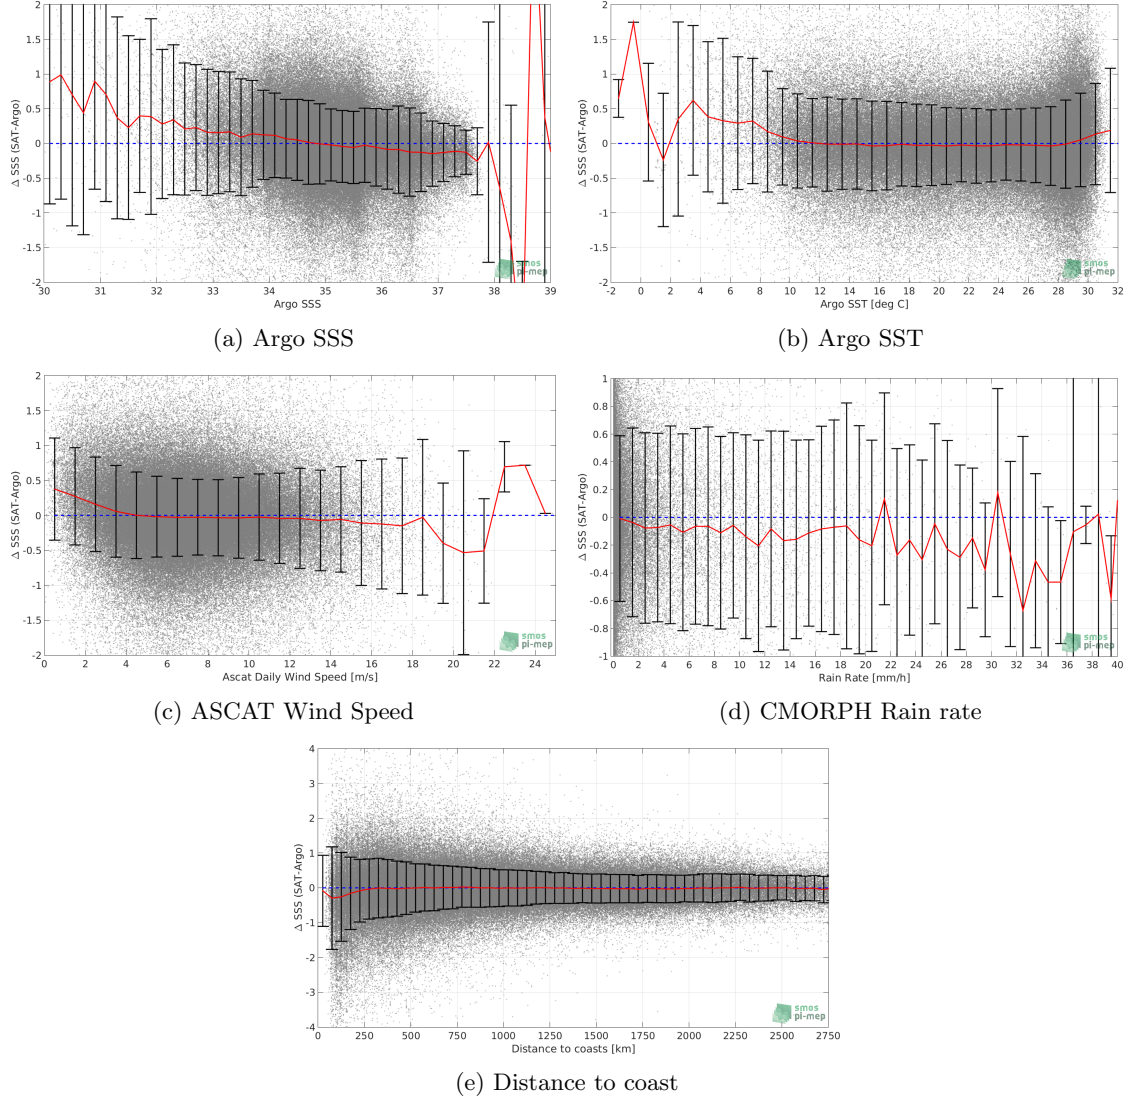 2
1.5
1
0.5
0
-0.5
-1
-1.5
-2
Δ SSS (SAT-Argo)
30 31 32 33 34 35 36 37 38 39
Argo SSS
smos
pi-mep
(a) Argo SSS
2
1.5
1
0.5
0
-0.5
-1
-1.5
-2
Δ SSS (SAT-Argo)
-2 0 2 4 6 8 10 12 14 16 18 20 22 24 26 28 30 32
Argo SST [deg C]
smos
pi-mep
(b) Argo SST
2
1.5
1
0.5
0
-0.5
-1
-1.5
-2
Δ SSS (SAT-Argo)
0 2 4 6 8 10 12 14 16 18 20 22 24
Ascat Daily Wind Speed [m/s]
smos
pi-mep
(c) ASCAT Wind Speed
1
0.8
0.6
0.4
0.2
0
-0.2
-0.4
-0.6
-0.8
-1
Δ SSS (SAT-Argo)
0 2 4 6 8 10 12 14 16 18 20 22 24 26 28 30 32 34 36 38 40
Rain Rate [mm/h]
smos
pi-mep
(d) CMORPH Rain rate
4
3
2
1
0
-1
-2
-3
-4
Δ SSS (SAT-Argo)
0 250 500 750 1000 1250 1500 1750 2000 2250 2500 2750
Distance to coasts [km]
smos
pi-mep
(e) Distance to coast